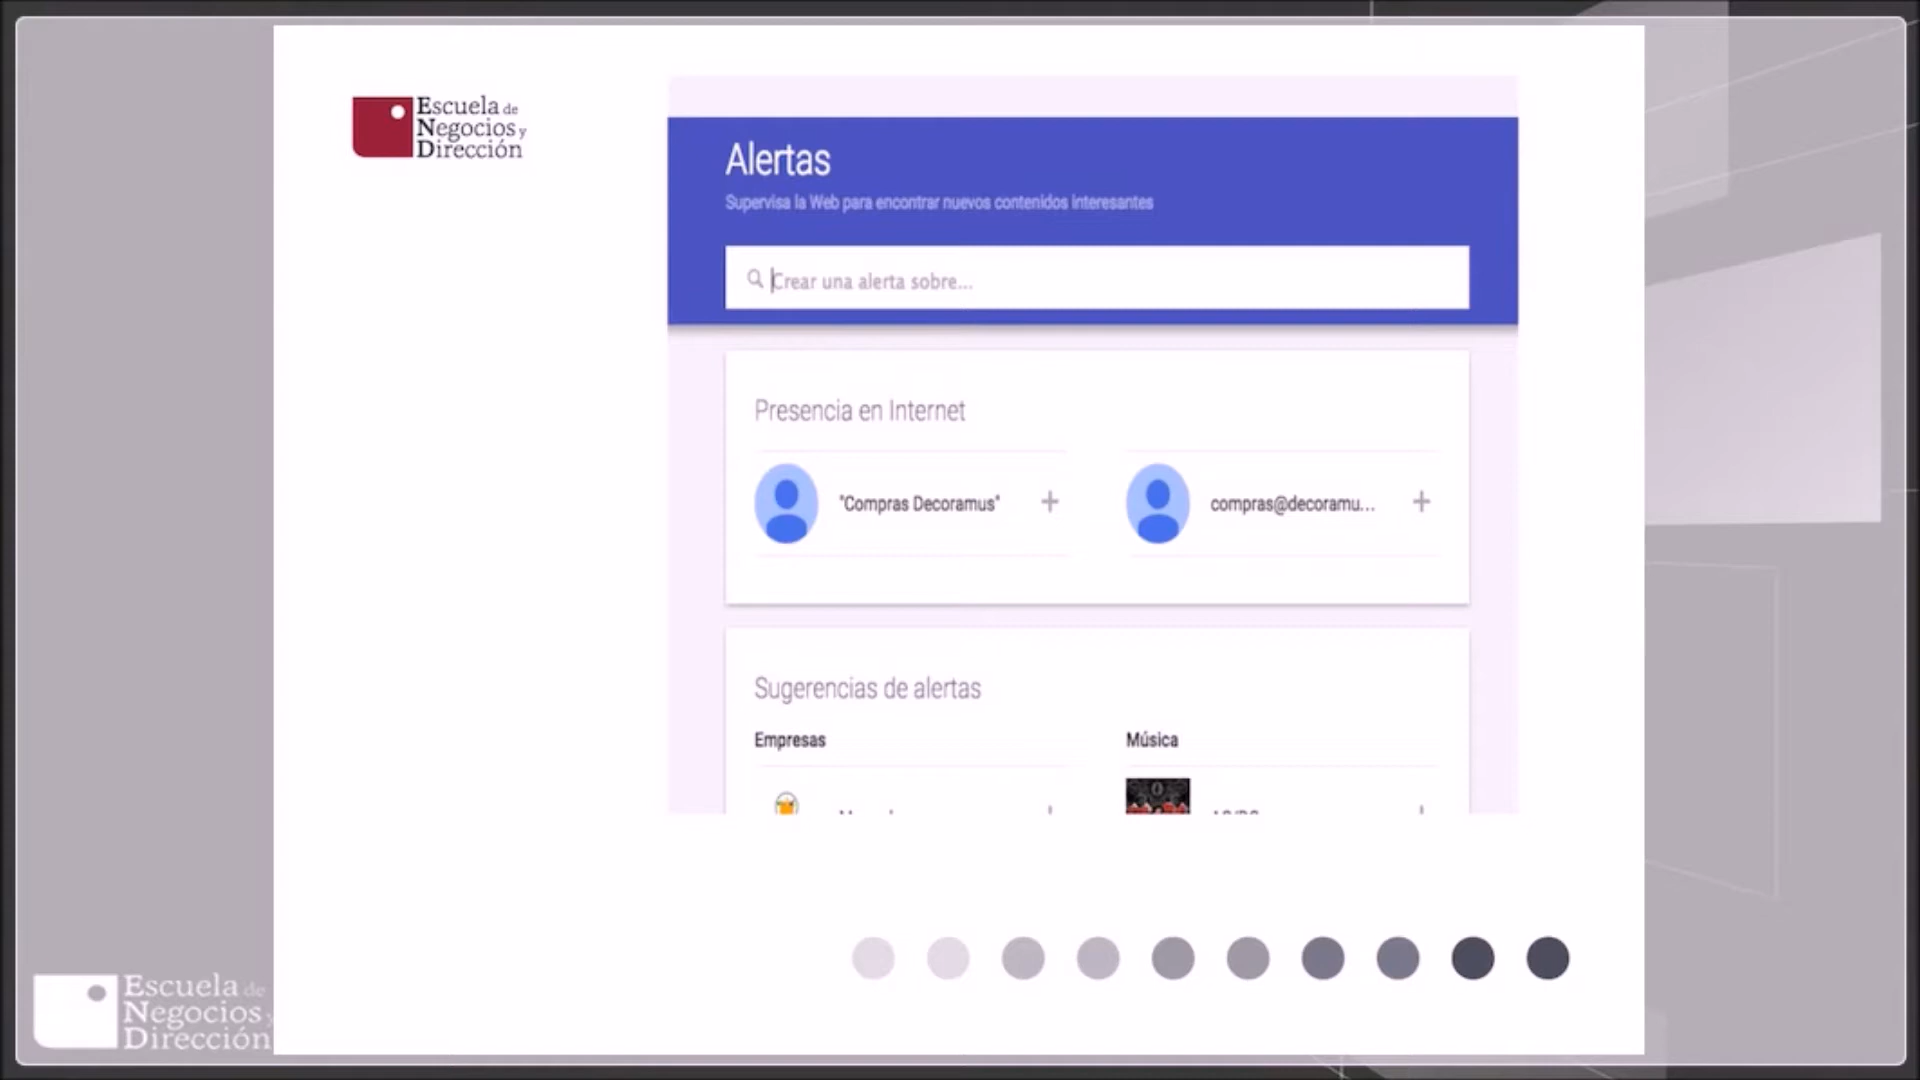 Escuela de
Negocios y
Dirección
Alertas
Supervisa la Web para encontrar nuevos contenidos interesantes
Crear una alerta sobre...
Presencia en Internet
"Compras Decoramus"
compras@decoramu...
Sugerencias de alertas
Empresas
Música
Escuela de
Negocios y
Dirección